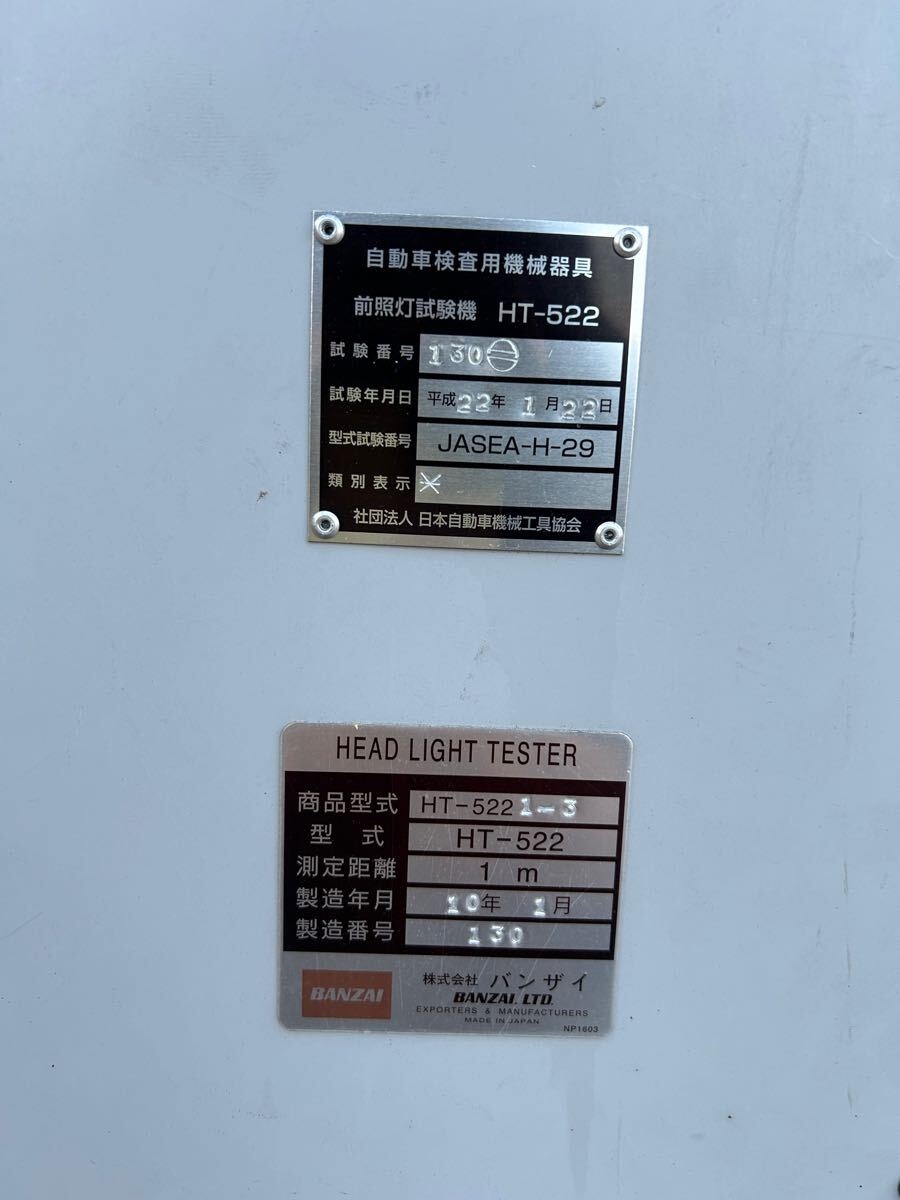 自動車検査用機械器具
前照灯試験機 HT-522
試験番号 130
試験年月日 平成22年 1月22日
型式試験番号 JASEA-H-29
類別表示
社団法人 日本自動車機械工具協会
HEAD LIGHT TESTER
商品型式 HT-522 1-3
型式 HT-522
測定距離 1 m
製造年月 10年 1月
製造番号 130
BANZAI
株式会社 バンザイ
BANZAI, LTD.
EXPORTERS & MANUFACTURERS
MADE IN JAPAN
NP1603